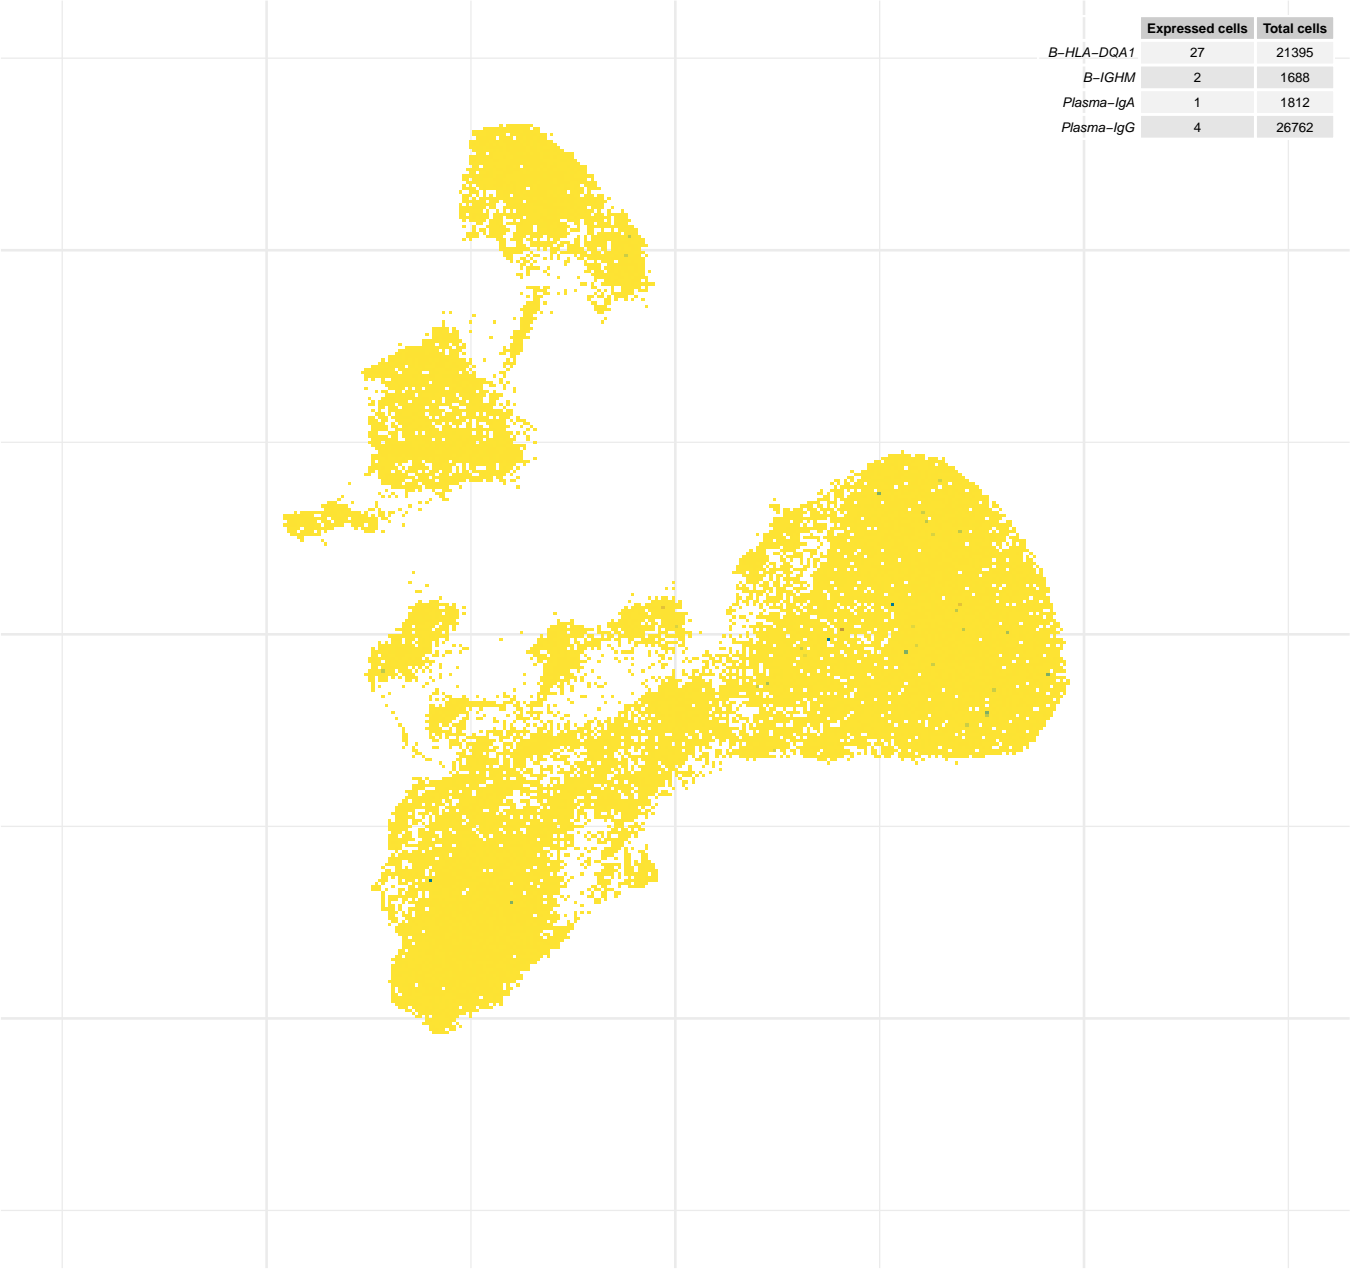 Expressed cells Total cells
B−HLA−DQA1 27 21395
B−IGHM 2 1688
Plasma−IgA 1 1812
Plasma−IgG 4 26762